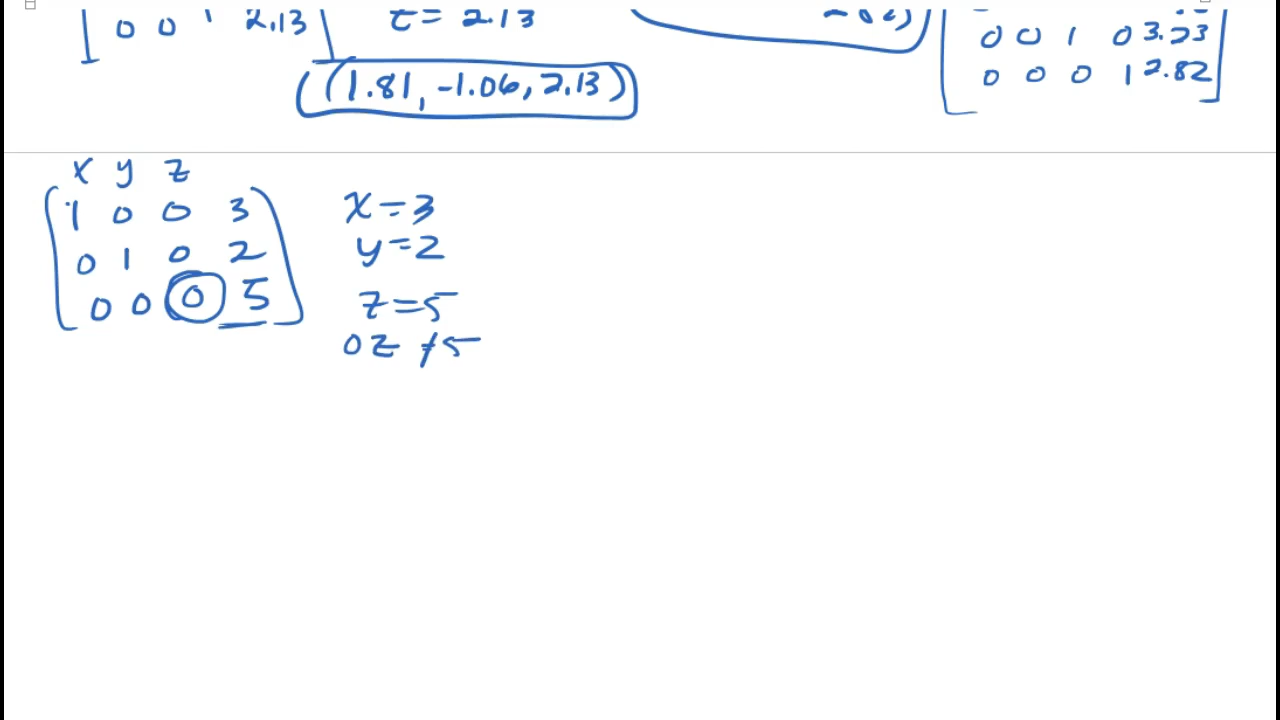 0 0 1 2.13 z = 2.13
(1.81, -1.06, 2.13)
0 0 1 0 3.23
0 0 0 1 2.82
x y z
1 0 0 3
0 1 0 2
0 0 0 5
x = 3
y = 2
z = 5
0z ≠ 5